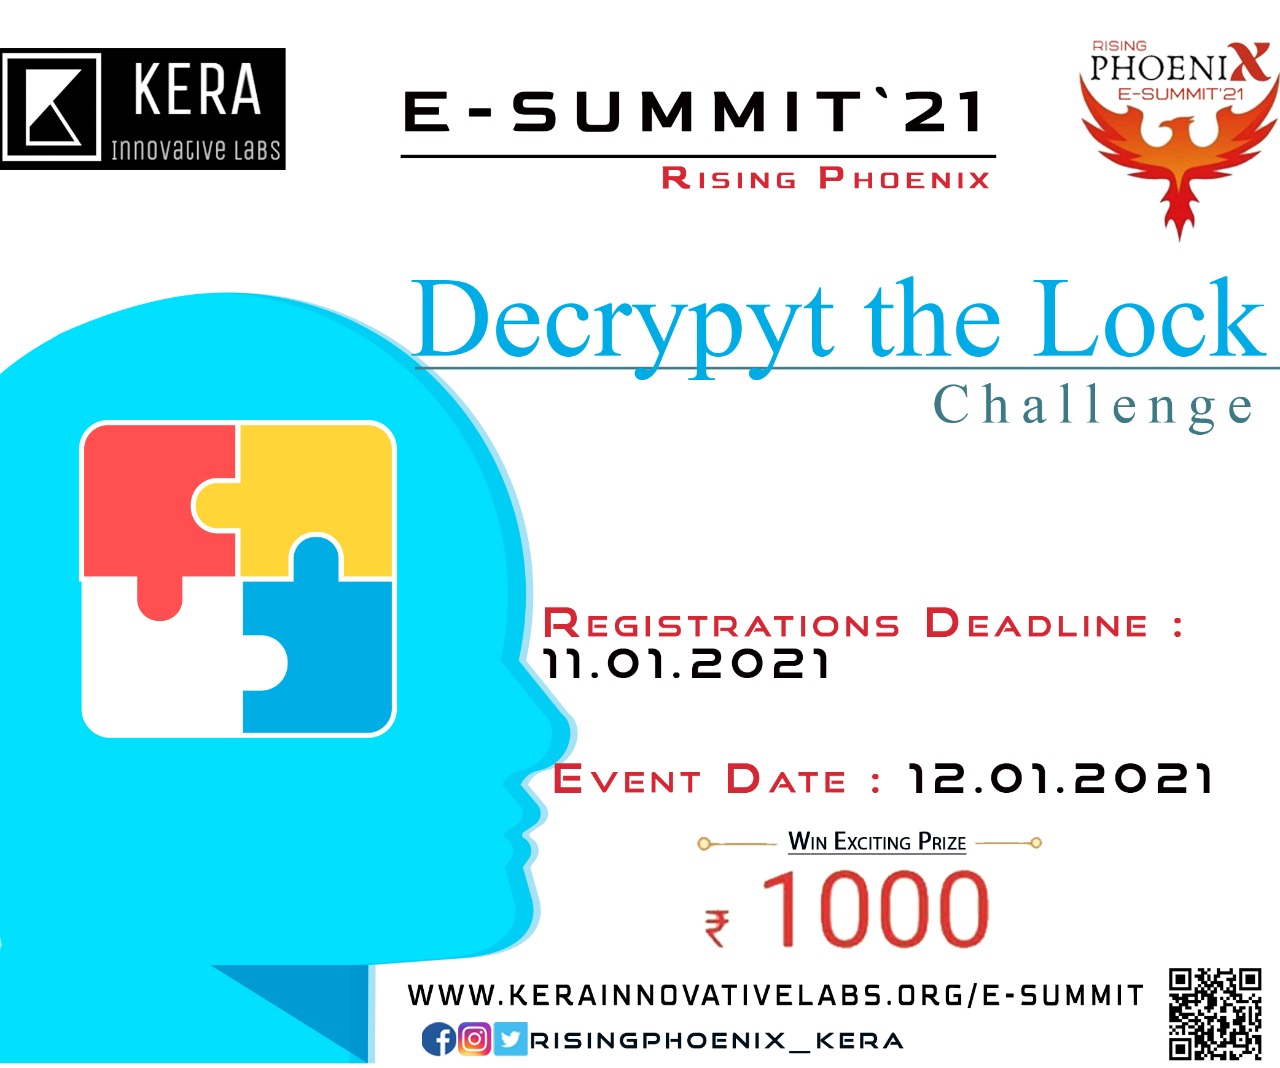 KERA
Innovative Labs
E-SUMMIT`21
Rising Phoenix
RISING
PHOENIX
E-SUMMIT'21
Decrypyt the Lock
Challenge
Registrations Deadline :
11.01.2021
Event Date : 12.01.2021
Win Exciting Prize
₹ 1000
WWW.KERAINNOVATIVELABS.ORG/E-SUMMIT
RISINGPHOENIX_KERA